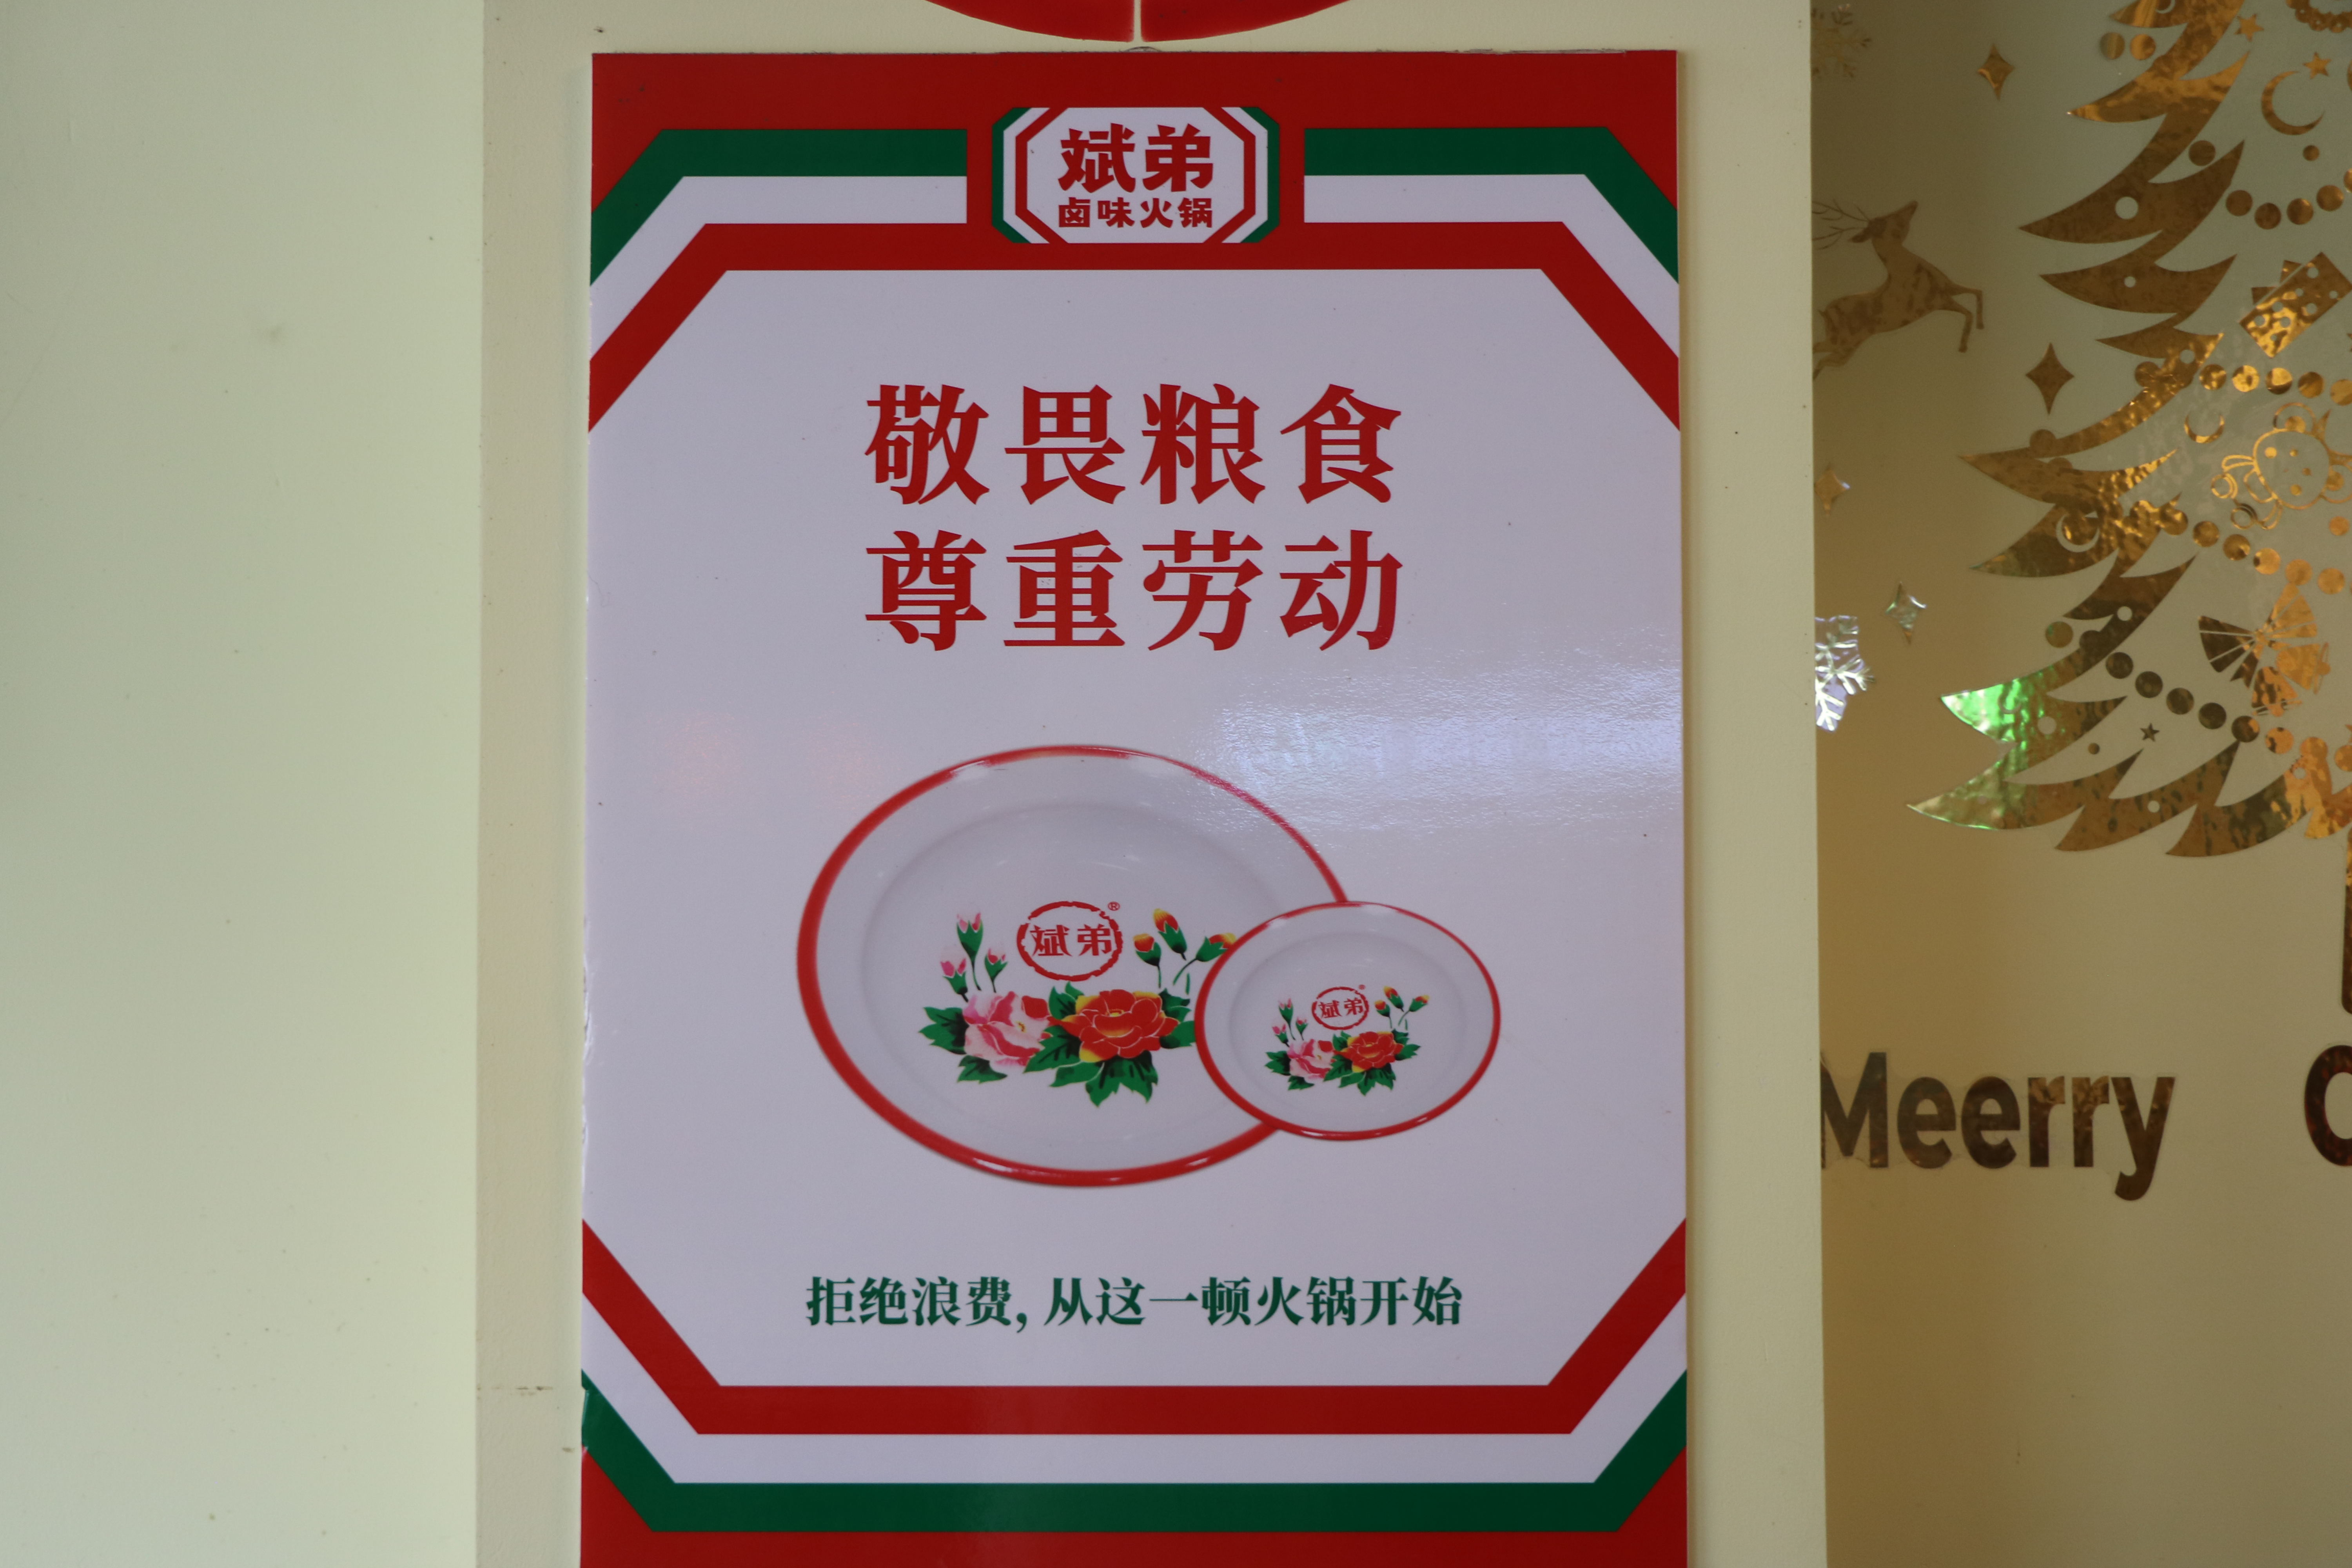 斌弟
卤味火锅
敬畏粮食
尊重劳动
斌弟®
斌弟®
拒绝浪费,从这一顿火锅开始
Meerry